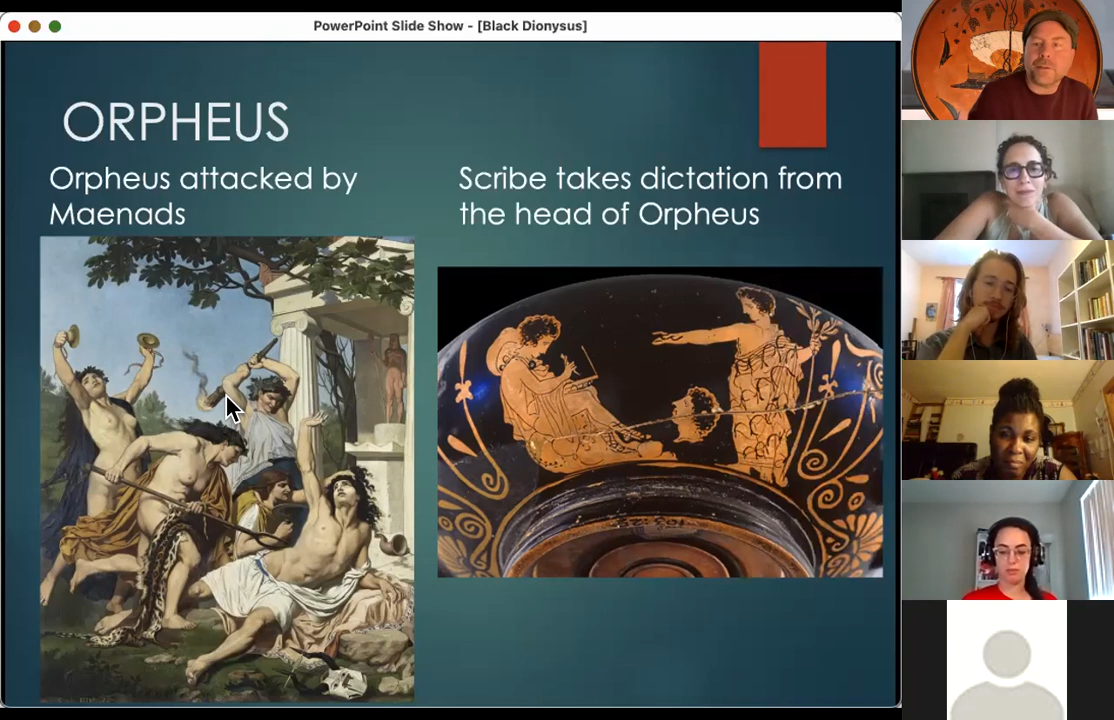 PowerPoint Slide Show - [Black Dionysus]
ORPHEUS
Orpheus attacked by
Maenads
Scribe takes dictation from
the head of Orpheus